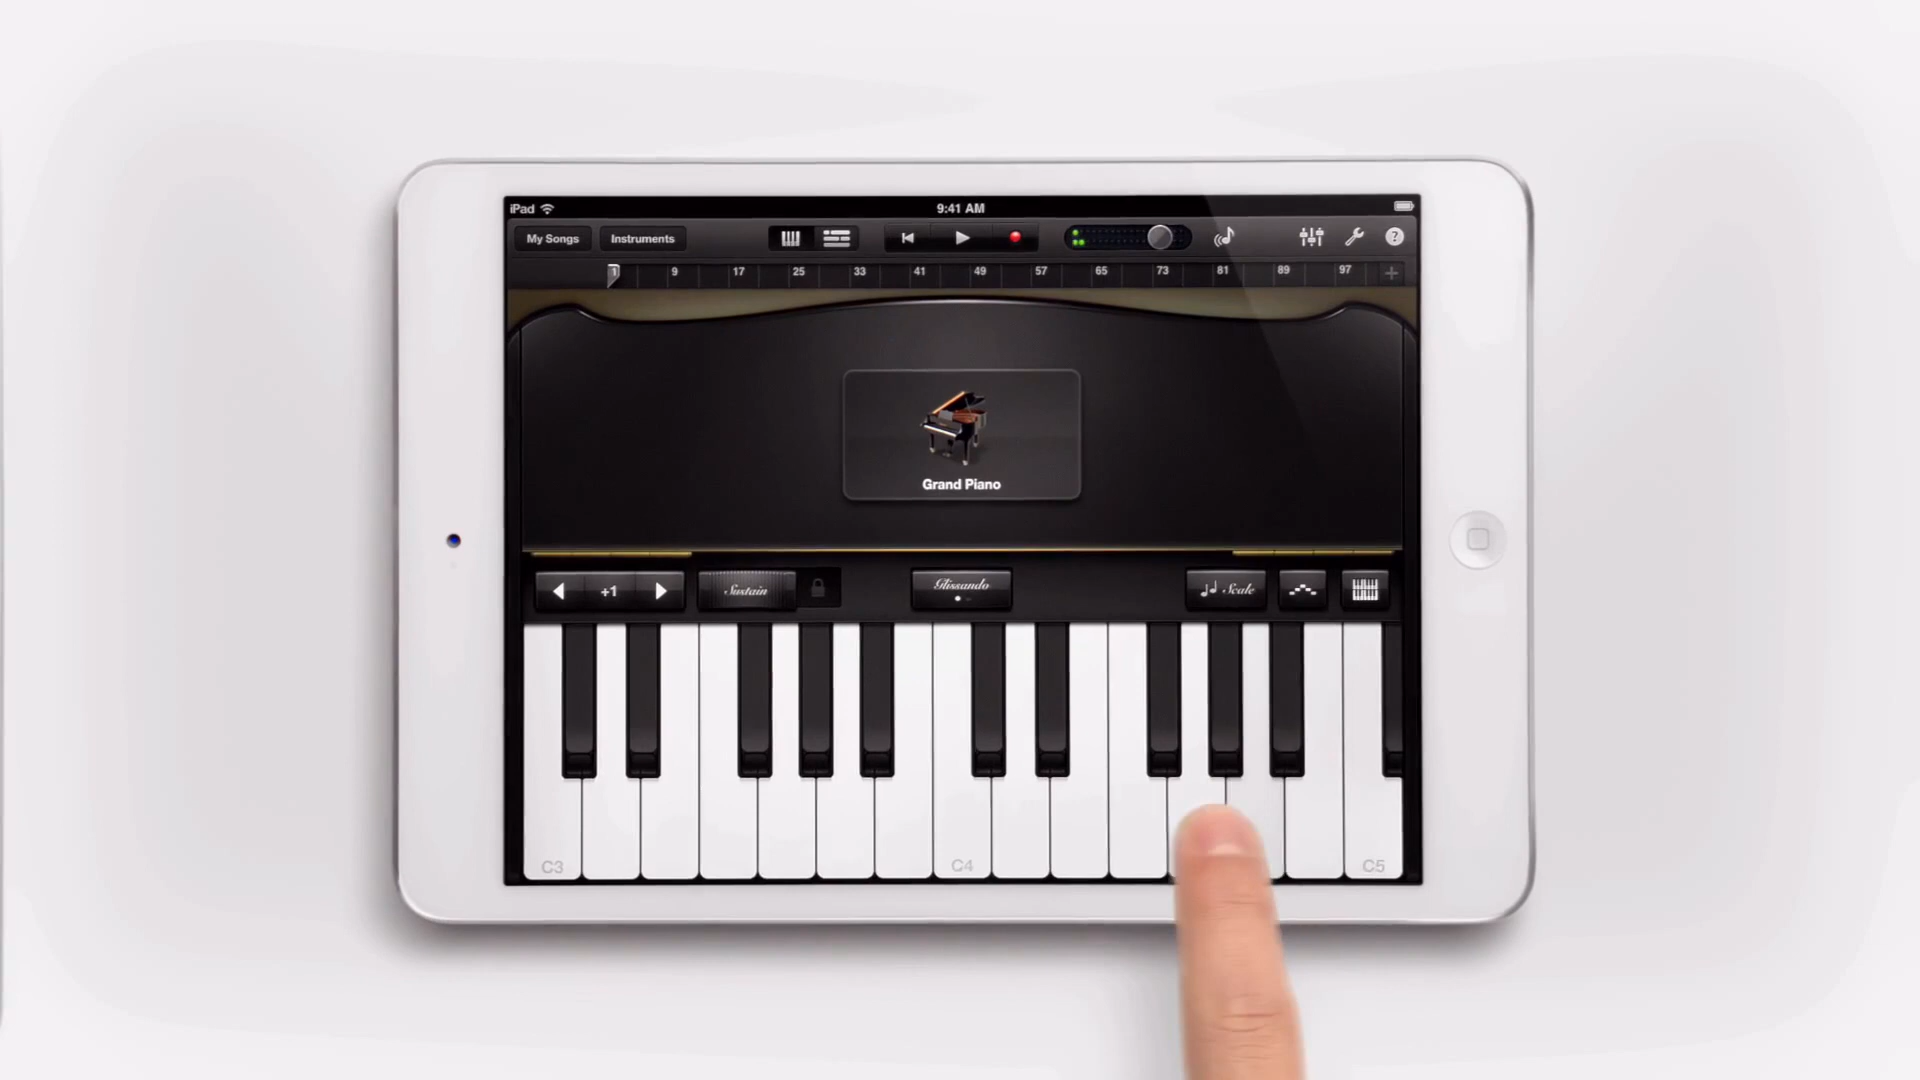 iPad 9:41 AM
My Songs Instruments ?
1 9 17 25 33 41 49 57 65 73 81 89 97 +
Grand Piano
+1 Sustain Glissando Scale
C3 C4 C5